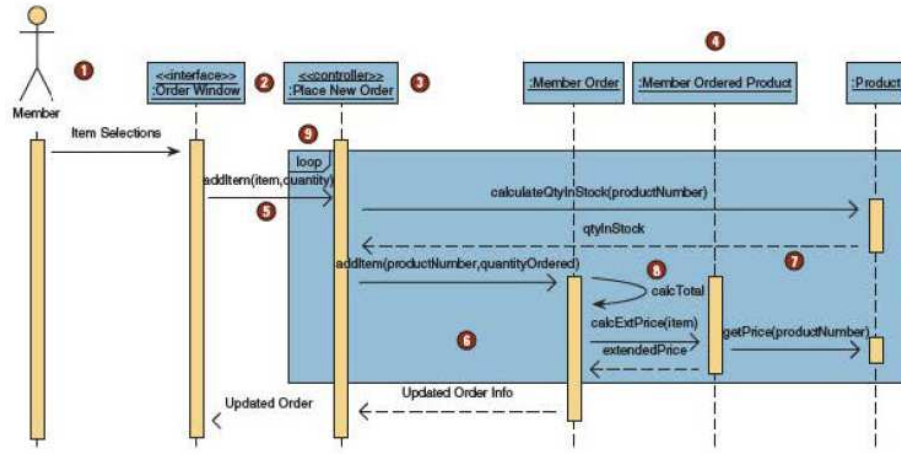 4
1
<<interface>>
:Order Window
2
<<controller>>
:Place New Order
3
:Member Order
:Member Ordered Product
:Product
Member
Item Selections
9
loop
addItem(item,quantity)
5
calculateQtyInStock(productNumber)
qtyInStock
7
addItem(productNumber,quantityOrdered)
8
calcTotal
calcExtPrice(item)
getPrice(productNumber)
6
extendedPrice
Updated Order Info
Updated Order